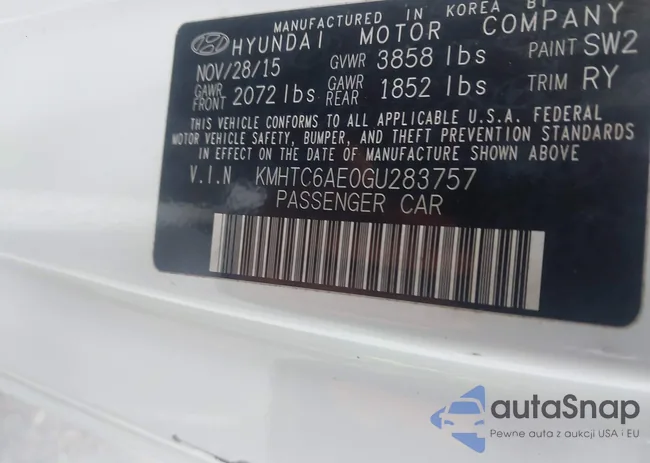 MANUFACTURED IN KOREA BY
HYUNDAI MOTOR COMPANY
NOV/28/15 GVWR 3858 lbs PAINT SW2
GAWR FRONT 2072 lbs GAWR REAR 1852 lbs TRIM RY
THIS VEHICLE CONFORMS TO ALL APPLICABLE U.S.A. FEDERAL
MOTOR VEHICLE SAFETY, BUMPER, AND THEFT PREVENTION STANDARDS
IN EFFECT ON THE DATE OF MANUFACTURE SHOWN ABOVE.
V.I.N KMHTC6AE0GU283757
PASSENGER CAR
autaSnap
Pewne auta z aukcji USA i EU